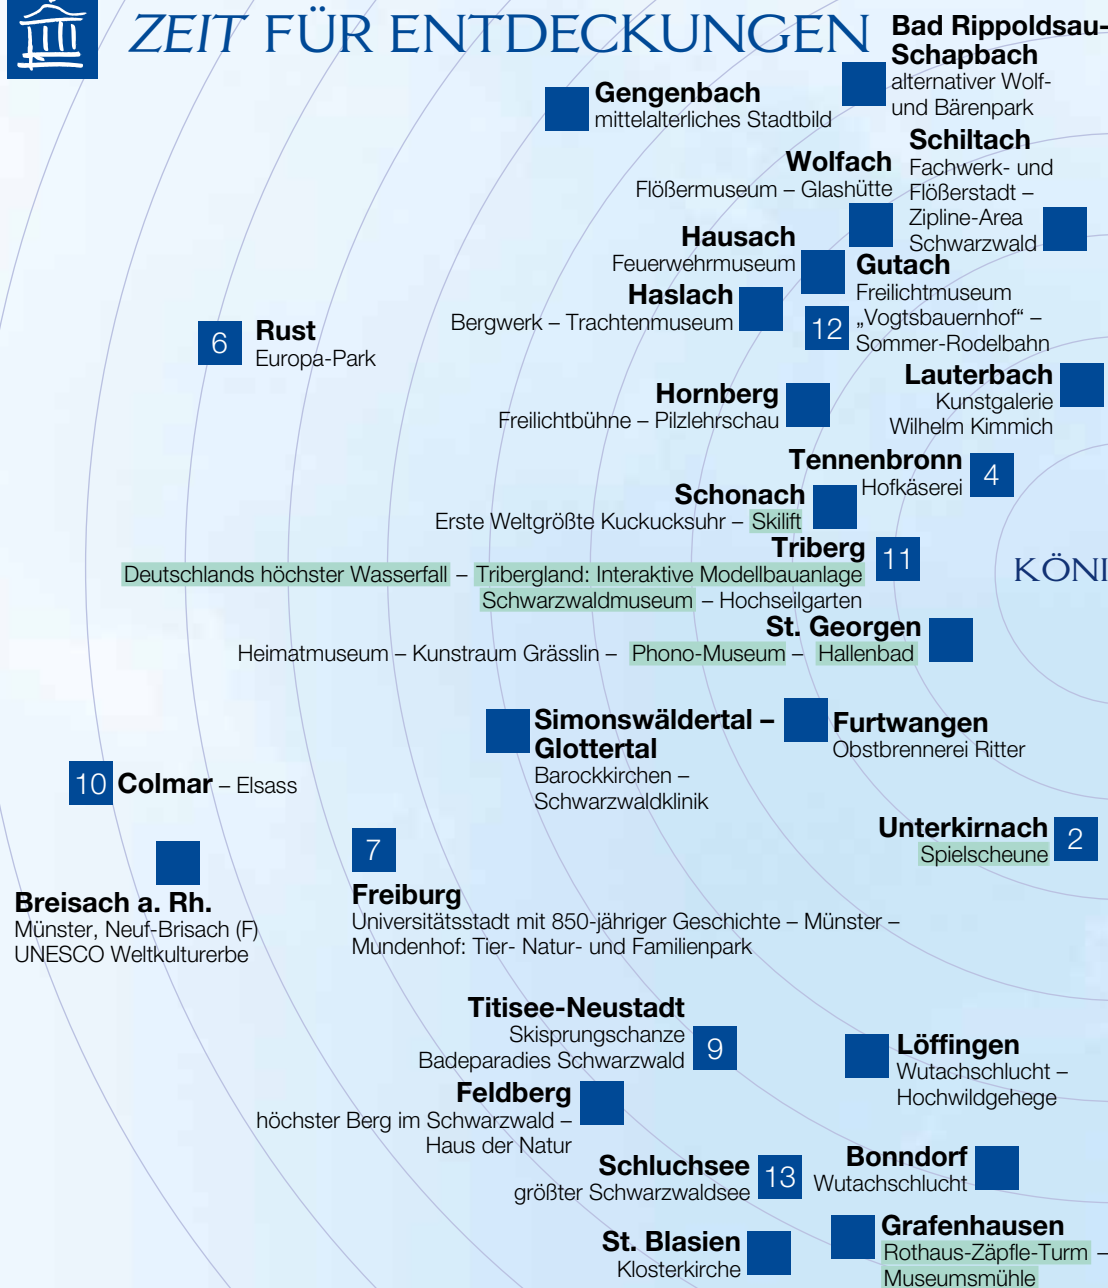 ZEIT FÜR ENTDECKUNGEN
Bad Rippoldsau-
Schapbach
alternativer Wolf-
und Bärenpark
Gengenbach
mittelalterliches Stadtbild
Schiltach
Fachwerk- und
Flößerstadt –
Zipline-Area
Schwarzwald
Wolfach
Flößermuseum – Glashütte
Hausach
Feuerwehrmuseum
Gutach
Freilichtmuseum
„Vogtsbauernhof“ –
Sommer-Rodelbahn
12
Haslach
Bergwerk – Trachtenmuseum
6
Rust
Europa-Park
Lauterbach
Kunstgalerie
Wilhelm Kimmich
Hornberg
Freilichtbühne – Pilzlehrschau
Tennenbronn
Hofkäserei
4
Schonach
Erste Weltgrößte Kuckucksuhr – Skilift
Triberg
11
Deutschlands höchster Wasserfall – Tribergland: Interaktive Modellbauanlage
Schwarzwaldmuseum – Hochseilgarten
KÖNI
St. Georgen
Heimatmuseum – Kunstraum Grässlin – Phono-Museum – Hallenbad
Simonswäldertal –
Glottertal
Barockkirchen –
Schwarzwaldklinik
Furtwangen
Obstbrennerei Ritter
10
Colmar – Elsass
Unterkirnach
Spielscheune
2
7
Freiburg
Universitätsstadt mit 850-jähriger Geschichte – Münster –
Mundenhof: Tier- Natur- und Familienpark
Breisach a. Rh.
Münster, Neuf-Brisach (F)
UNESCO Weltkulturerbe
Titisee-Neustadt
Skisprungschanze
Badeparadies Schwarzwald
9
Löffingen
Wutachschlucht –
Hochwildgehege
Feldberg
höchster Berg im Schwarzwald –
Haus der Natur
Schluchsee
größter Schwarzwaldsee
13
Bonndorf
Wutachschlucht
St. Blasien
Klosterkirche
Grafenhausen
Rothaus-Zäpfle-Turm –
Museumsmühle